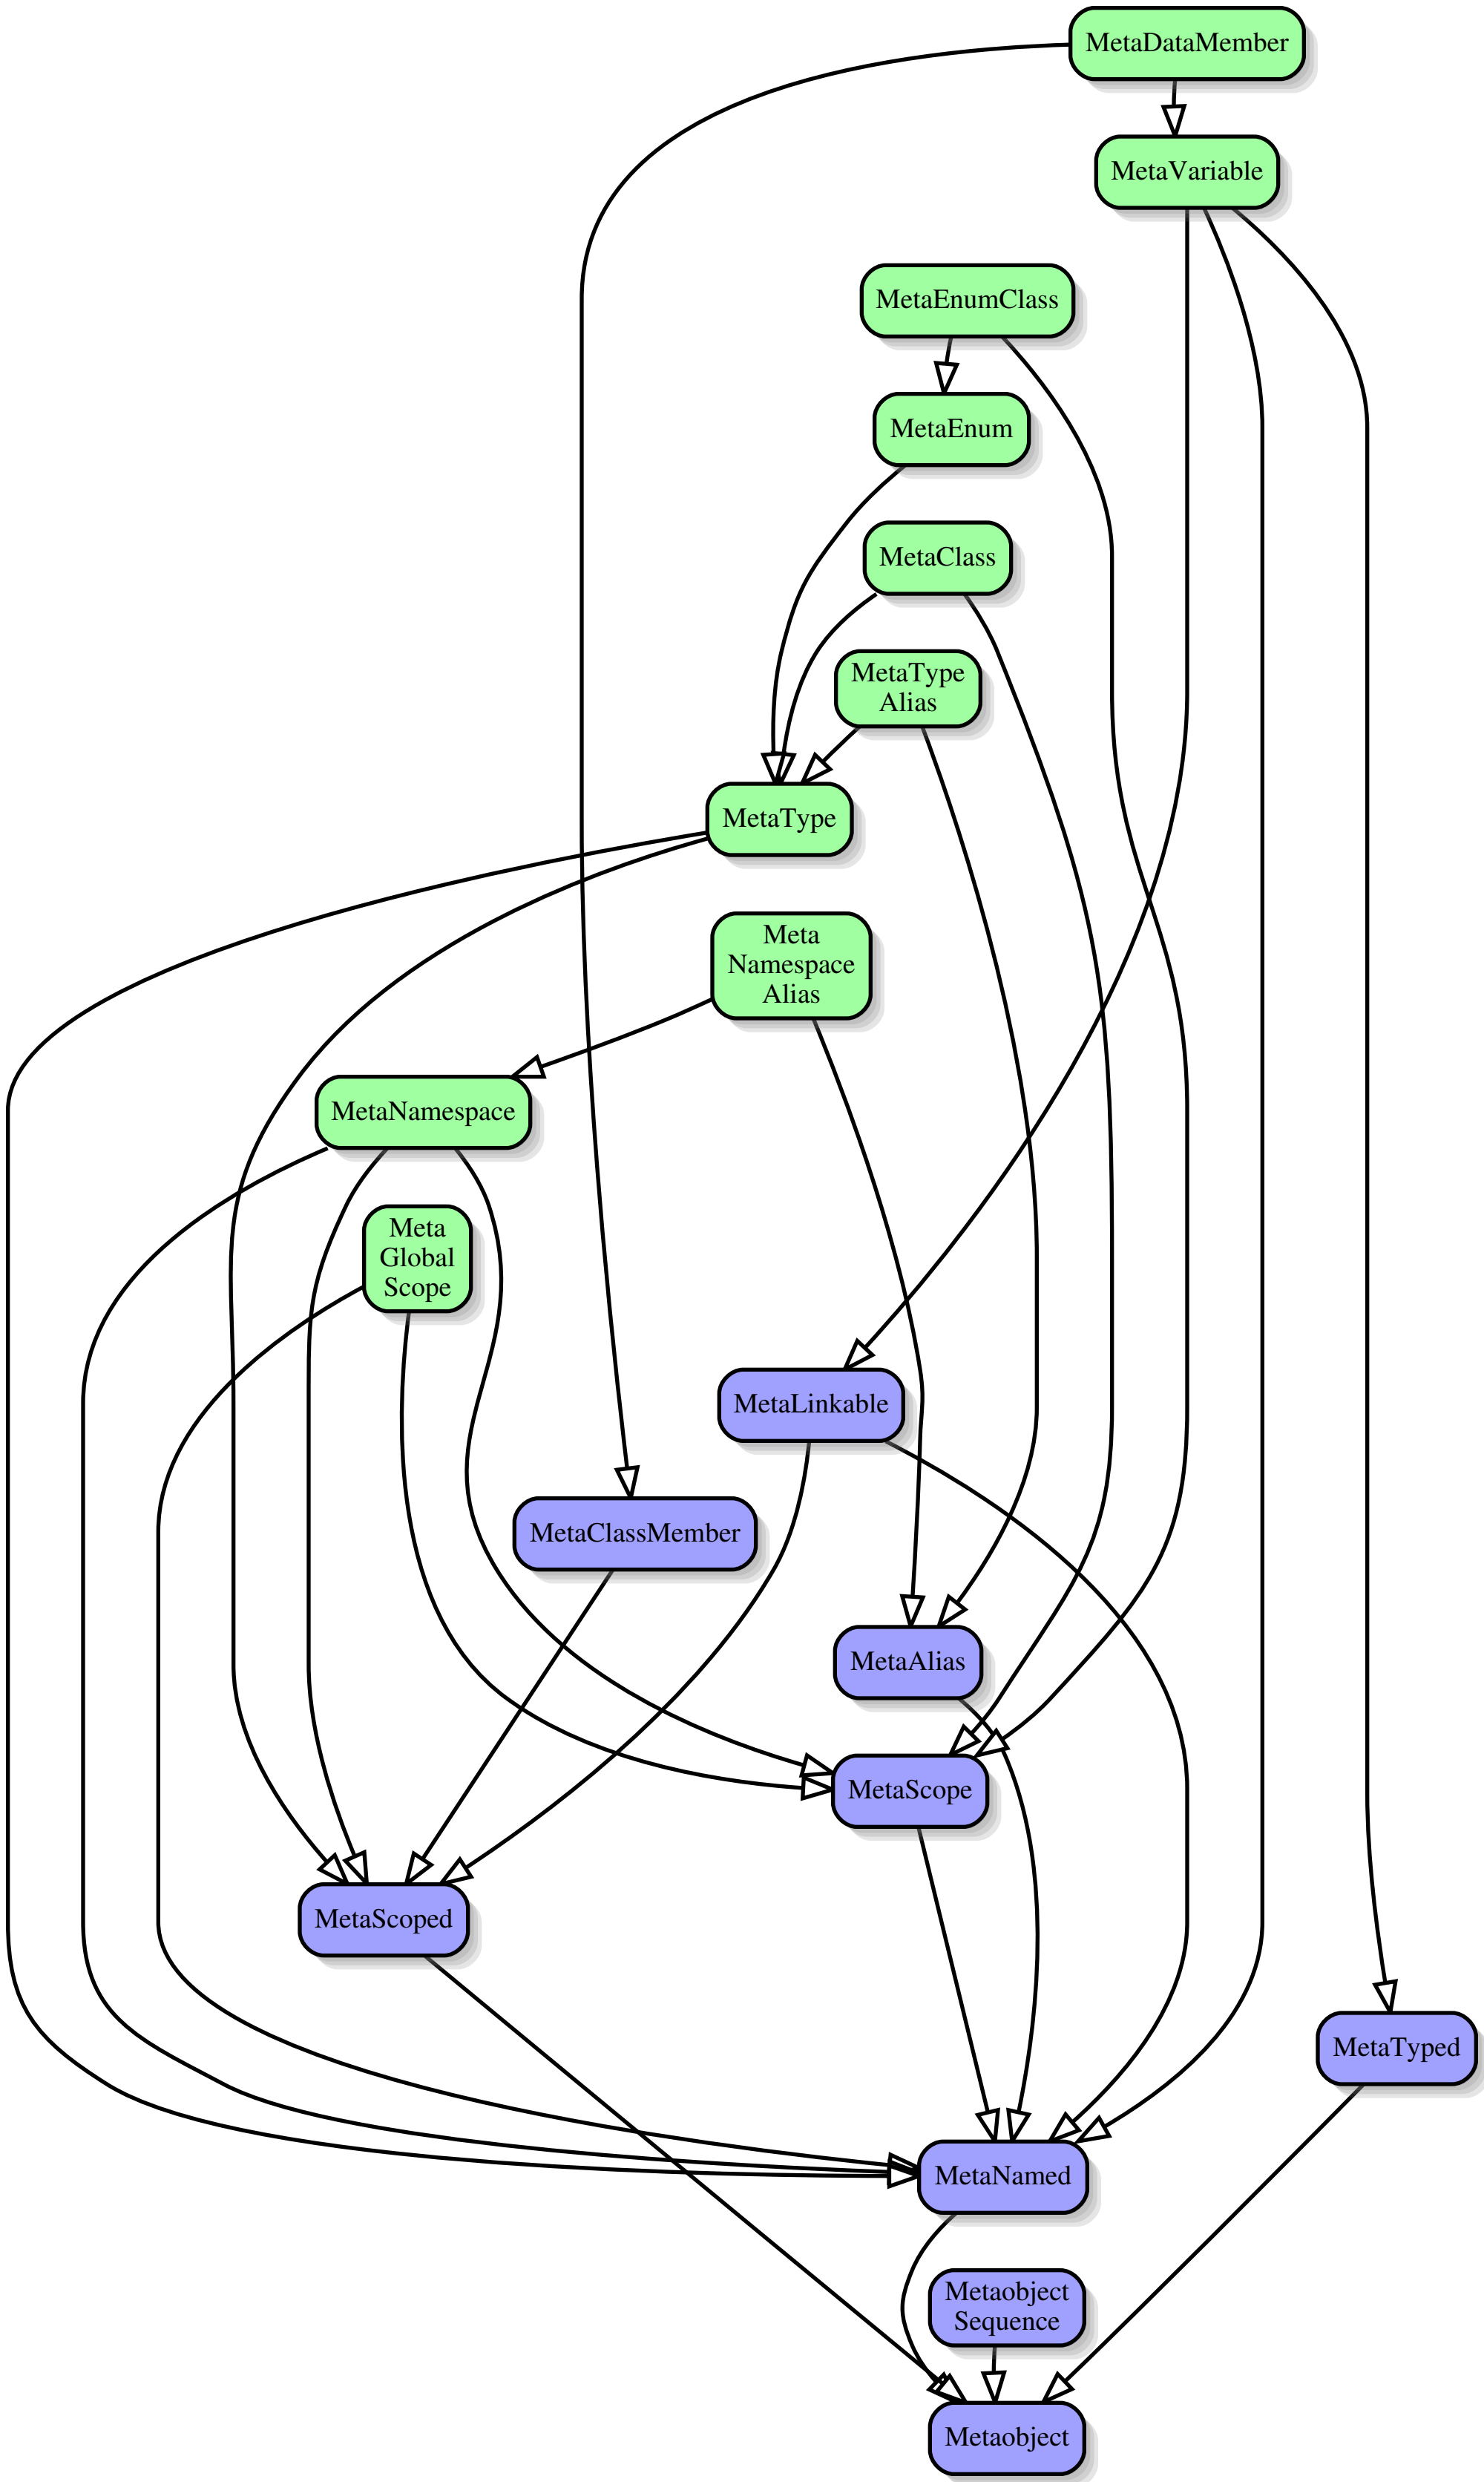 MetaDataMember
MetaVariable
MetaEnumClass
MetaEnum
MetaClass
MetaType
Alias
MetaType
Meta
Namespace
Alias
MetaNamespace
Meta
Global
Scope
MetaLinkable
MetaClassMember
MetaAlias
MetaScope
MetaScoped
MetaTyped
MetaNamed
Metaobject
Sequence
Metaobject